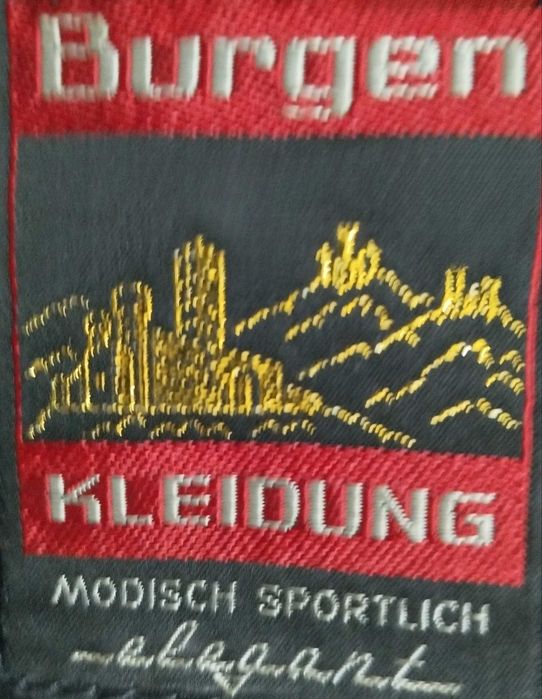 Burgen
KLEIDUNG
MODISCH SPORTLICH
elegant